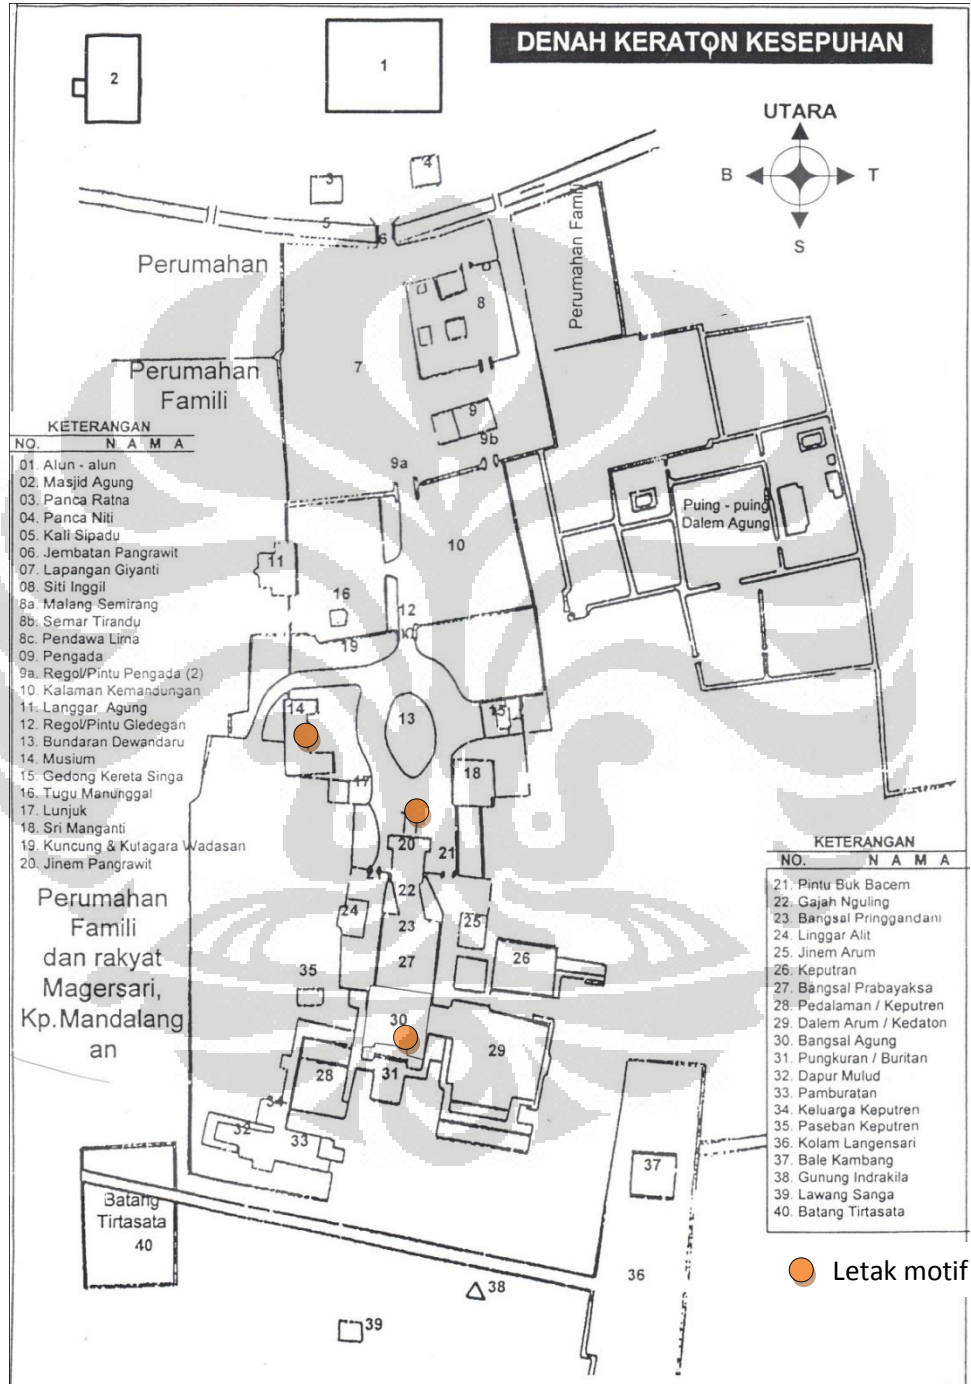 DENAH KERATON KESEPUHAN
1
2
UTARA
B
T
S
3
4
5
6
Perumahan
Perumahan Famili
8
7
Perumahan
Famili
9
9b
9a
Puing - puing
Dalem Agung
10
11
16
12
19
14
13
15
17
18
20
21
21
22
24
23
25
27
26
35
30
29
28
31
34
32
33
37
36
38
39
KETERANGAN
NO. N A M A
01. Alun - alun
02. Masjid Agung
03. Panca Ratna
04. Panca Niti
05. Kali Sipadu
06. Jembatan Pangrawit
07. Lapangan Giyanti
08. Siti Inggil
8a. Malang Semirang
8b. Semar Tirandu
8c. Pendawa Lima
09. Pengada
9a. Regol/Pintu Pengada (2)
10. Kalaman Kemandungan
11. Langgar Agung
12. Regol/Pintu Gledegan
13. Bundaran Dewandaru
14. Musium
15. Gedong Kereta Singa
16. Tugu Manunggal
17. Lunjuk
18. Sri Manganti
19. Kuncung & Kutagara Wadasan
20. Jinem Pangrawit
Perumahan
Famili
dan rakyat
Magersari,
Kp.Mandalang
an
Batang
Tirtasata
40
KETERANGAN
NO. N A M A
21. Pintu Buk Bacem
22. Gajah Nguling
23. Bangsal Pringgandani
24. Linggar Alit
25. Jinem Arum
26. Keputran
27. Bangsal Prabayaksa
28. Pedalaman / Keputren
29. Dalem Arum / Kedaton
30. Bangsal Agung
31. Pungkuran / Buritan
32. Dapur Mulud
33. Pamburatan
34. Keluarga Keputren
35. Paseban Keputren
36. Kolam Langensari
37. Bale Kambang
38. Gunung Indrakila
39. Lawang Sanga
40. Batang Tirtasata
Letak motif